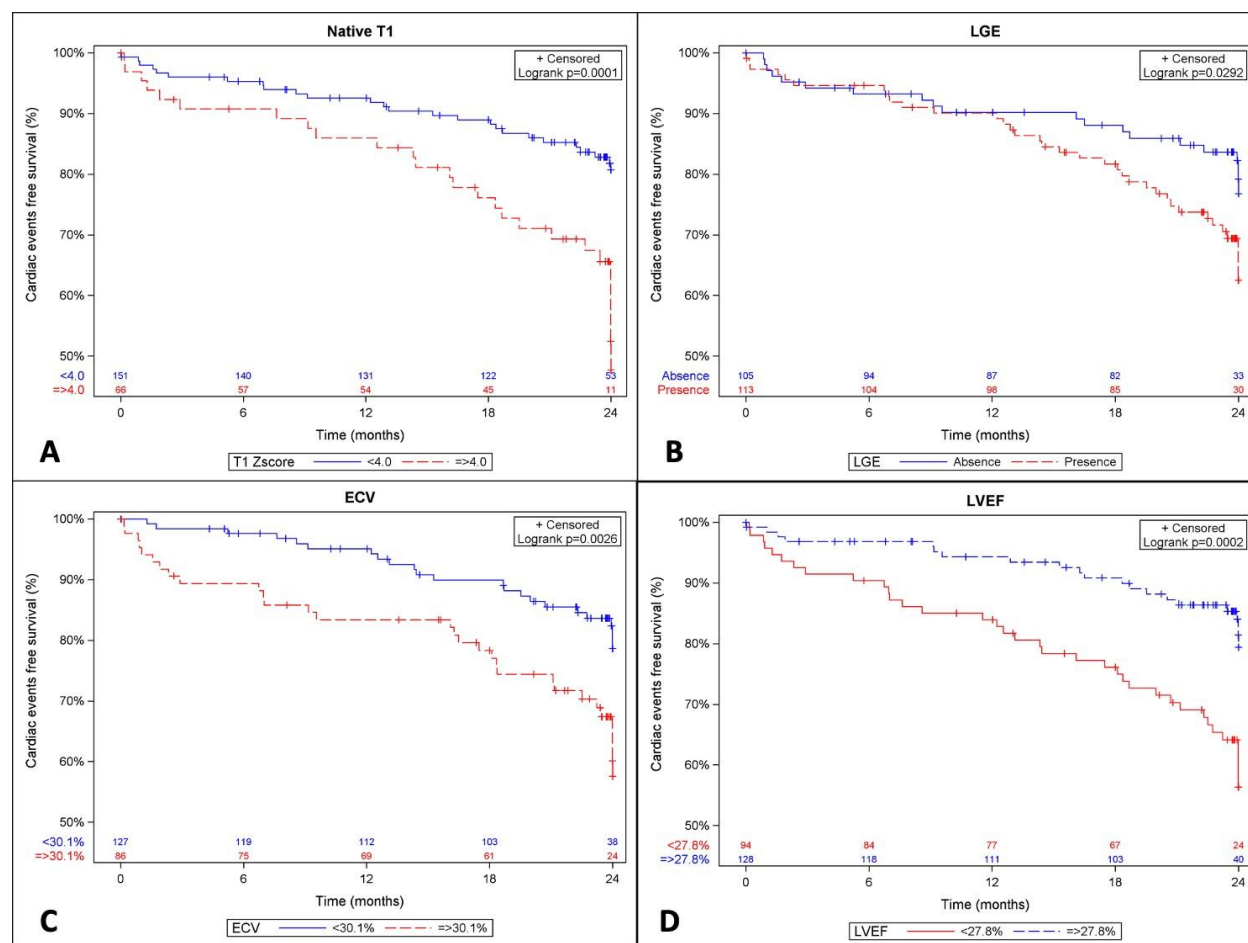 Native T1
+ Censored
Logrank p=0.0001
Cardiac events free survival (%)
100%
90%
80%
70%
60%
50%
<4.0 151 140 131 122 53
=>4.0 66 57 54 45 11
0 6 12 18 24
Time (months)
A
T1 Zscore <4.0 =>4.0
LGE
+ Censored
Logrank p=0.0292
Cardiac events free survival (%)
100%
90%
80%
70%
60%
50%
Absence 105 94 87 82 33
Presence 113 104 98 85 30
0 6 12 18 24
Time (months)
B
LGE Absence Presence
ECV
+ Censored
Logrank p=0.0026
Cardiac events free survival (%)
100%
90%
80%
70%
60%
50%
<30.1% 127 119 112 103 38
=>30.1% 86 75 69 61 24
0 6 12 18 24
Time (months)
C
ECV <30.1% =>30.1%
LVEF
+ Censored
Logrank p=0.0002
Cardiac events free survival (%)
100%
90%
80%
70%
60%
50%
<27.8% 94 84 77 67 24
=>27.8% 128 118 111 103 40
0 6 12 18 24
Time (months)
D
LVEF <27.8% =>27.8%